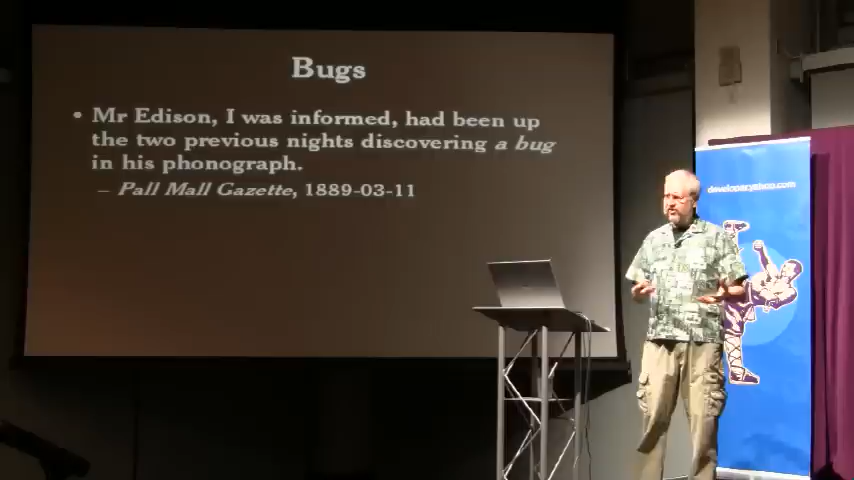 Bugs
• Mr Edison, I was informed, had been up
the two previous nights discovering a bug
in his phonograph.
– Pall Mall Gazette, 1889-03-11